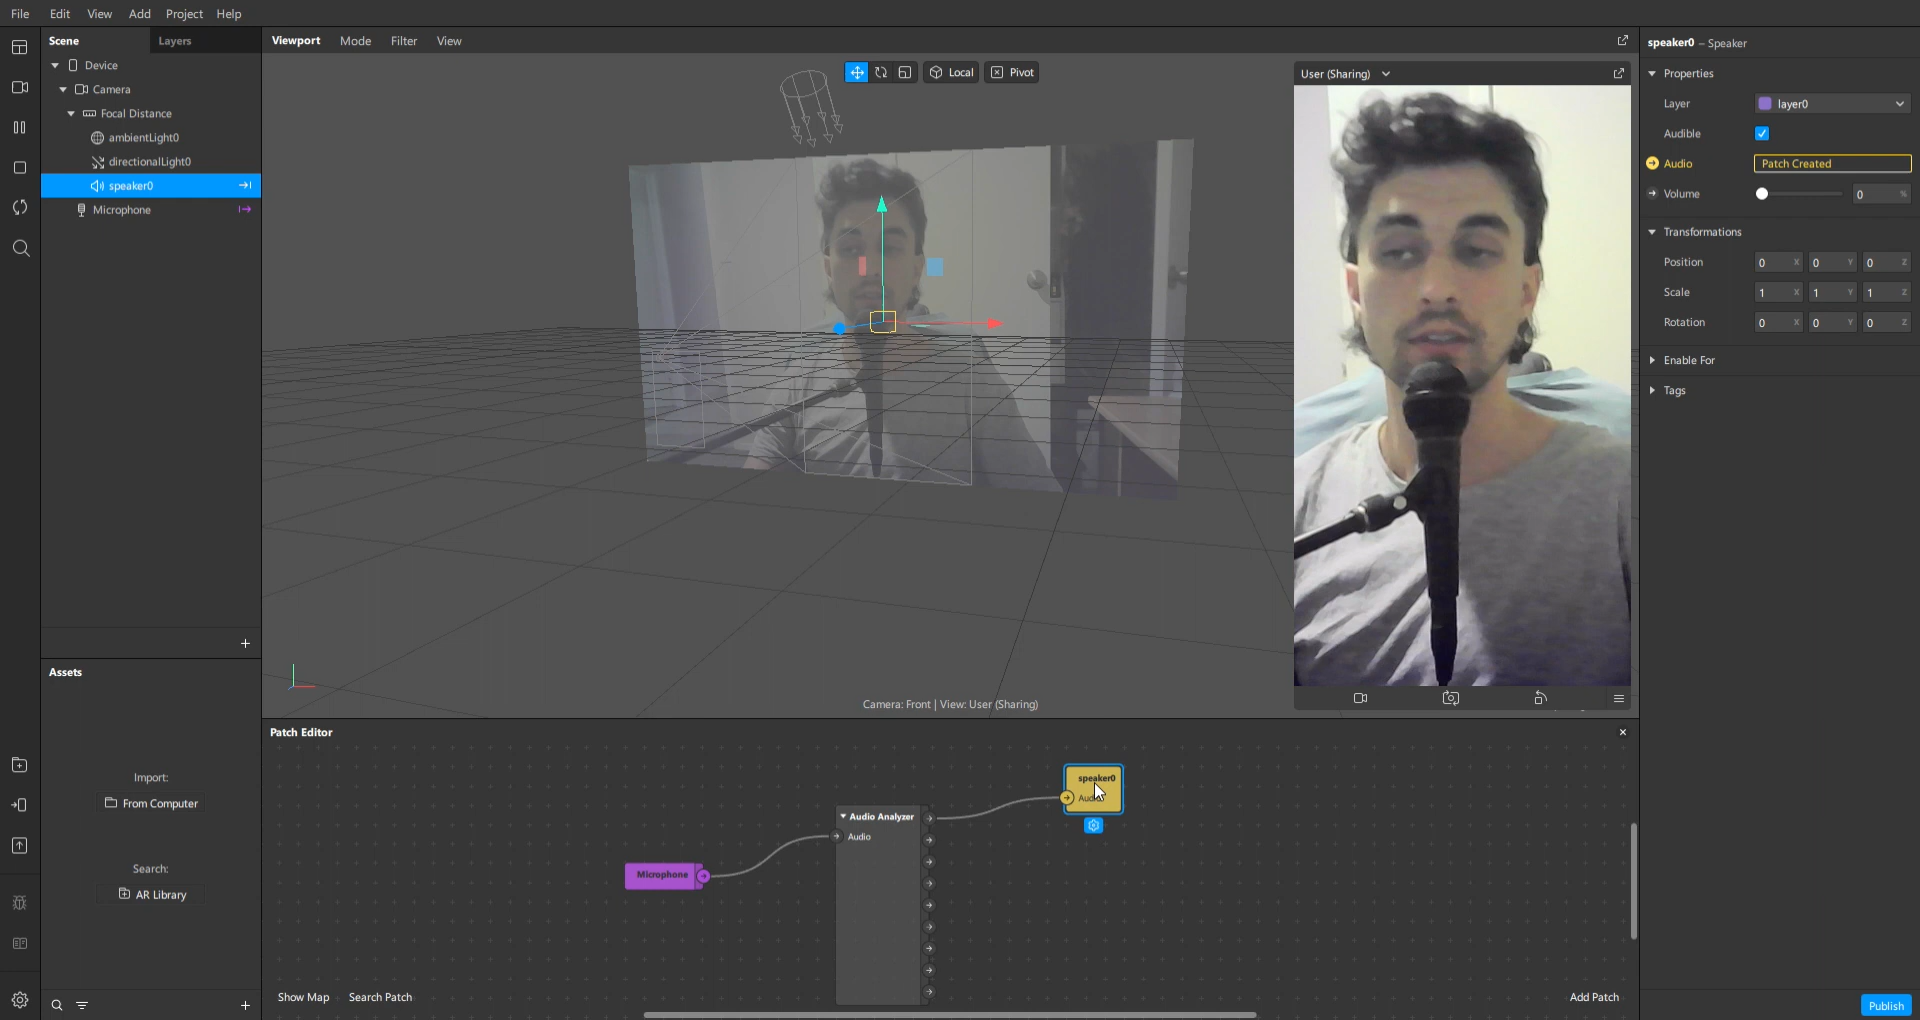 File Edit View Add Project Help
Scene Layers
Device
Camera
Focal Distance
ambientLight0
directionalLight0
speaker0
Microphone
Assets
Import:
From Computer
Search:
AR Library
Viewport Mode Filter View
Local Pivot
User (Sharing)
Camera: Front | View: User (Sharing)
Patch Editor
Microphone
Audio Analyzer
Audio
speaker0
Show Map Search Patch
Add Patch
speaker0 – Speaker
Properties
Layer layer0
Audible
Audio Patch Created
Volume 0 %
Transformations
Position 0 X 0 Y 0 Z
Scale 1 X 1 Y 1 Z
Rotation 0 X 0 Y 0 Z
Enable For
Tags
Publish